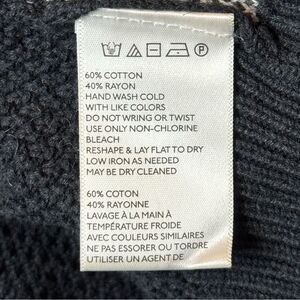 P
60% COTTON
40% RAYON
HAND WASH COLD
WITH LIKE COLORS
DO NOT WRING OR TWIST
USE ONLY NON-CHLORINE
BLEACH
RESHAPE & LAY FLAT TO DRY
LOW IRON AS NEEDED
MAY BE DRY CLEANED
60% COTON
40% RAYONNE
LAVAGE À LA MAIN À
TEMPÉRATURE FROIDE
AVEC COULEURS SIMILAIRES
NE PAS ESSORER OU TORDRE
UTILISER UN AGENT DE